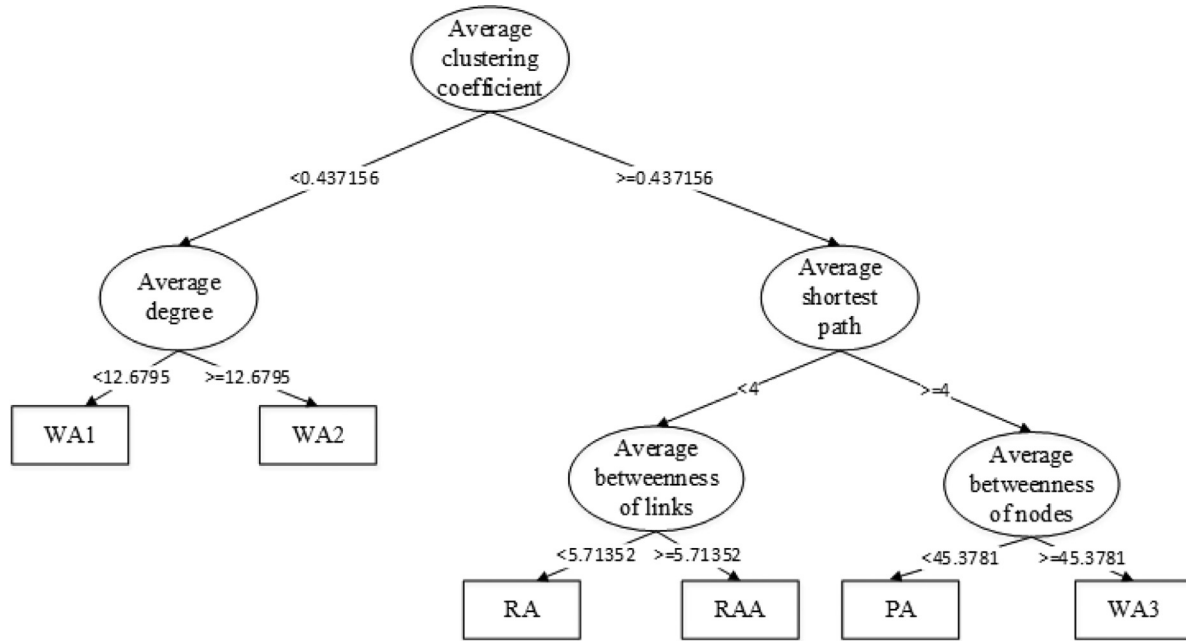 Average
clustering
coefficient
<0.437156
>=0.437156
Average
degree
Average
shortest
path
<12.6795
>=12.6795
<4
>=4
WA1
WA2
Average
betweenness
of links
Average
betweenness
of nodes
<5.71352
>=5.71352
<45.3781
>=45.3781
RA
RAA
PA
WA3